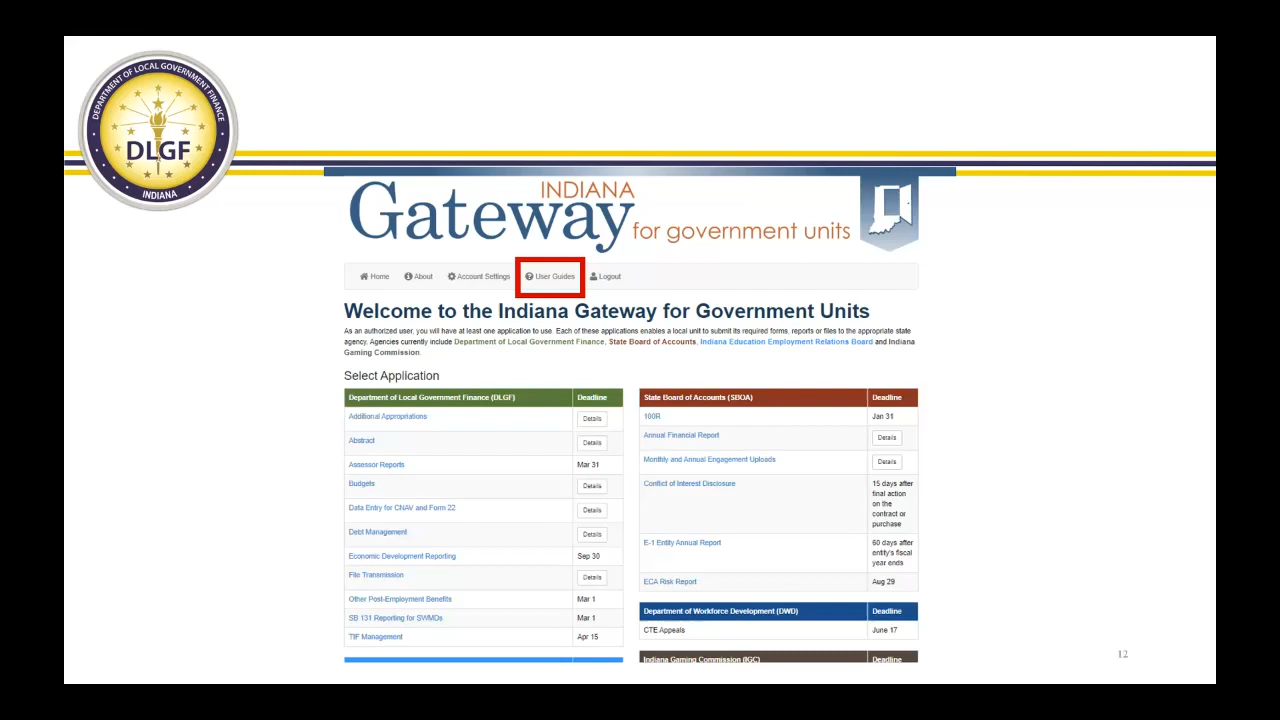 DEPARTMENT OF LOCAL GOVERNMENT FINANCE
DLGF
INDIANA
INDIANA
Gateway
for government units
Home About Account Settings User Guides Logout
Welcome to the Indiana Gateway for Government Units
As an authorized user, you will have at least one application to use. Each of these applications enables a local unit to submit its required forms, reports or files to the appropriate state
agency. Agencies currently include Department of Local Government Finance, State Board of Accounts, Indiana Education Employment Relations Board and Indiana
Gaming Commission.
Select Application
Department of Local Government Finance (DLGF) Deadline
Additional Appropriations Details
Abstract Details
Assessor Reports Mar 31
Budgets Details
Data Entry for CNAV and Form 22 Details
Debt Management Details
Economic Development Reporting Sep 30
File Transmission Details
Other Post-Employment Benefits Mar 1
SB 131 Reporting for SWMDs Mar 1
TIF Management Apr 15
State Board of Accounts (SBOA) Deadline
100R Jan 31
Annual Financial Report Details
Monthly and Annual Engagement Uploads Details
Conflict of Interest Disclosure 15 days after
final action
on the
contract or
purchase
E-1 Entity Annual Report 60 days after
entity's fiscal
year ends
ECA Risk Report Aug 29
Department of Workforce Development (DWD) Deadline
CTE Appeals June 17
Indiana Gaming Commission (IGC) Deadline
12